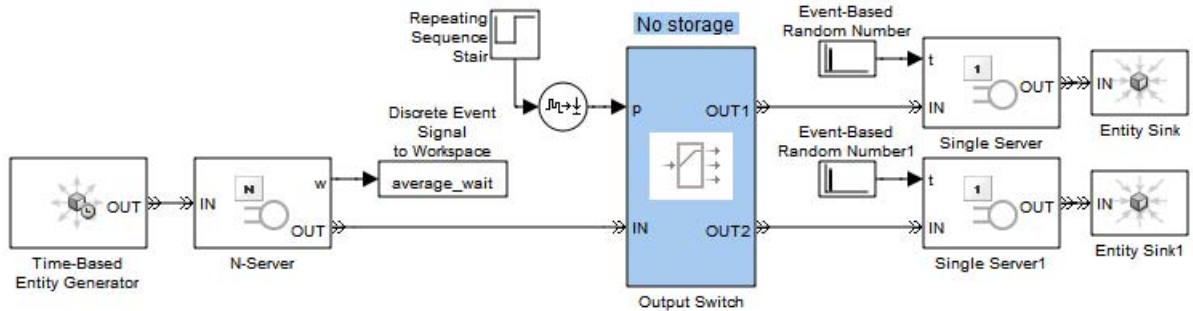 Repeating
Sequence
Stair
No storage
Event-Based
Random Number
t
1
OUT
IN
IN
Single Server
Entity Sink
p
OUT1
Discrete Event
Signal
to Workspace
average_wait
Event-Based
Random Number1
t
1
OUT
IN
IN
Single Server1
Entity Sink1
OUT
Time-Based
Entity Generator
IN
N
w
OUT
N-Server
IN
OUT2
Output Switch